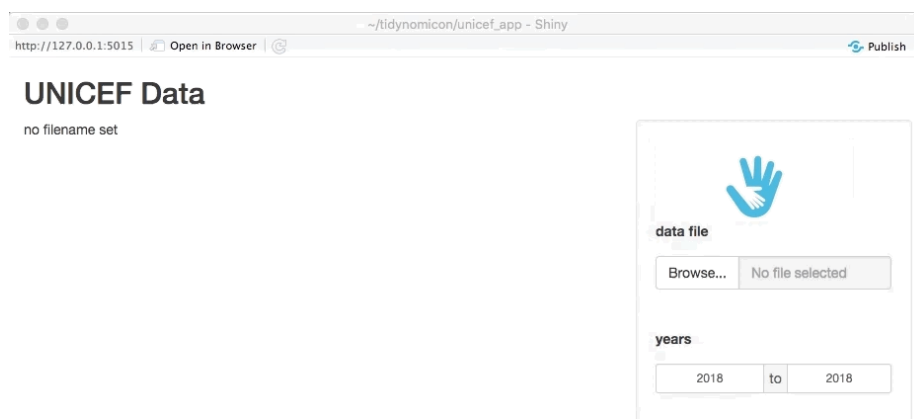 ~/tidynomicon/unicef_app - Shiny
http://127.0.0.1:5015 Open in Browser Publish
UNICEF Data
no filename set
data file
Browse... No file selected
years
2018 to 2018